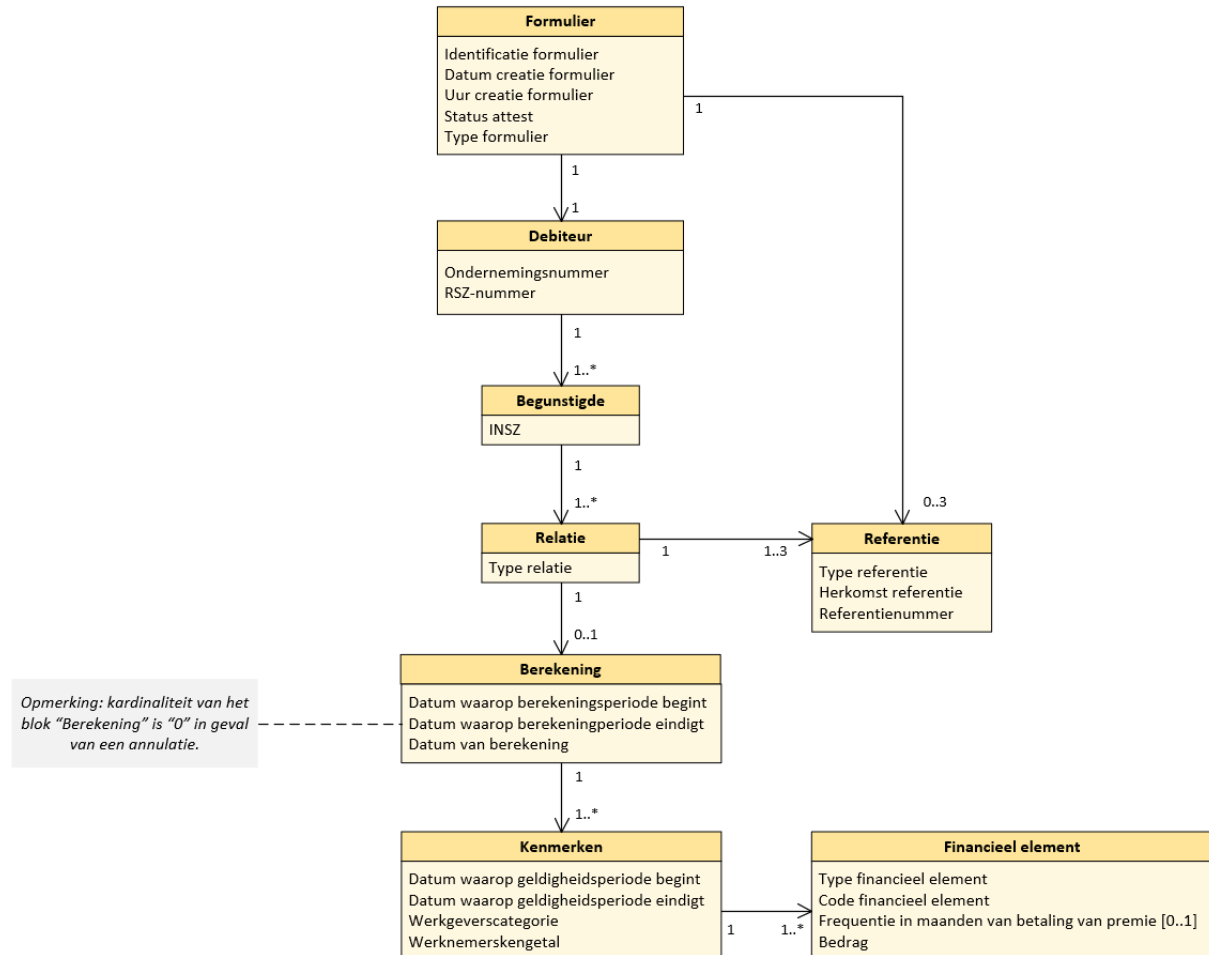 Formulier
Identificatie formulier
Datum creatie formulier
Uur creatie formulier
Status attest
Type formulier
1
1
1
Debiteur
Ondernemingsnummer
RSZ-nummer
1
1..*
Begunstigde
INSZ
1
1..*
0..3
Relatie
Type relatie
1
1..3
Referentie
Type referentie
Herkomst referentie
Referentienummer
1
0..1
Berekening
Datum waarop berekeningsperiode begint
Datum waarop berekeningperiode eindigt
Datum van berekening
Opmerking: kardinaliteit van het
blok “Berekening” is “0” in geval
van een annulatie.
1
1..*
Kenmerken
Datum waarop geldigheidsperiode begint
Datum waarop geldigheidsperiode eindigt
Werkgeverscategorie
Werknemerskengetal
1
1..*
Financieel element
Type financieel element
Code financieel element
Frequentie in maanden van betaling van premie [0..1]
Bedrag